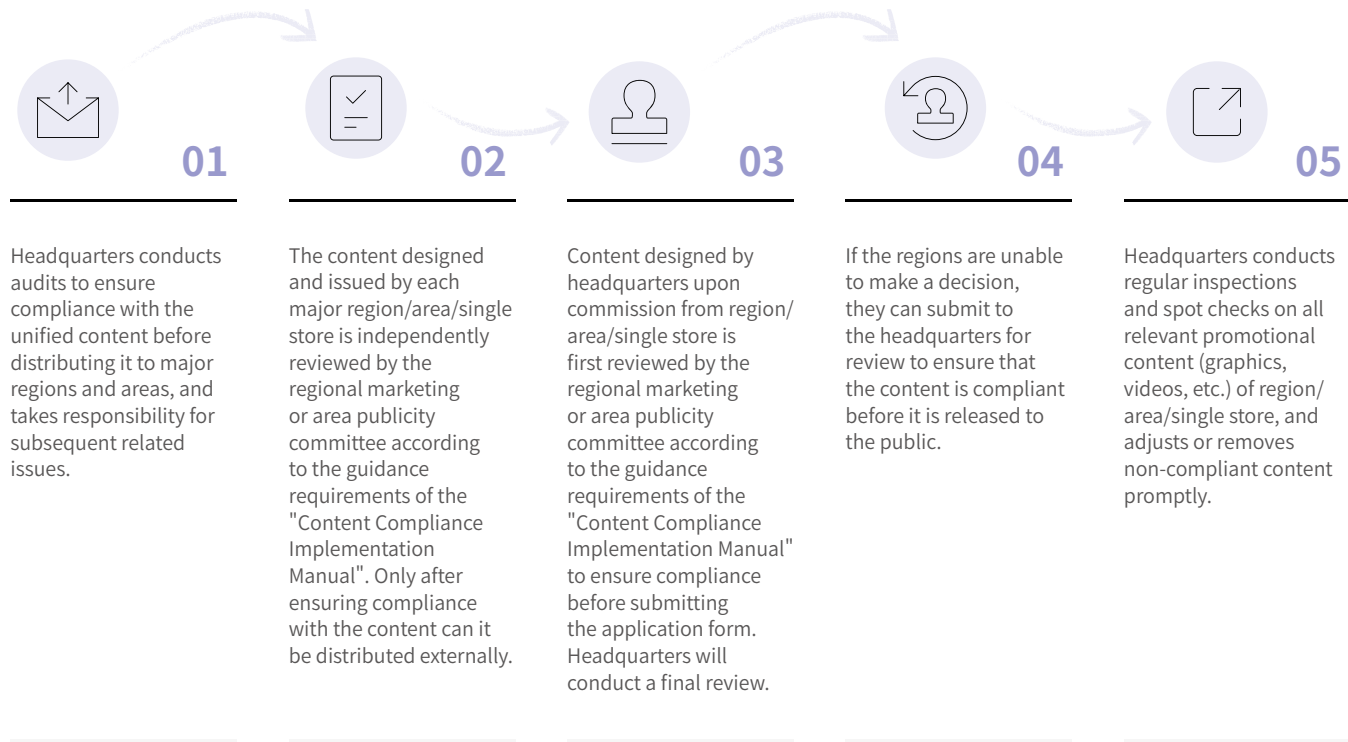 01
Headquarters conducts
audits to ensure
compliance with the
unified content before
distributing it to major
regions and areas, and
takes responsibility for
subsequent related
issues.
02
The content designed
and issued by each
major region/area/single
store is independently
reviewed by the
regional marketing
or area publicity
committee according
to the guidance
requirements of the
"Content Compliance
Implementation
Manual". Only after
ensuring compliance
with the content can it
be distributed externally.
03
Content designed by
headquarters upon
commission from region/
area/single store is
first reviewed by the
regional marketing
or area publicity
committee according
to the guidance
requirements of the
"Content Compliance
Implementation Manual"
to ensure compliance
before submitting
the application form.
Headquarters will
conduct a final review.
04
If the regions are unable
to make a decision,
they can submit to
the headquarters for
review to ensure that
the content is compliant
before it is released to
the public.
05
Headquarters conducts
regular inspections
and spot checks on all
relevant promotional
content (graphics,
videos, etc.) of region/
area/single store, and
adjusts or removes
non-compliant content
promptly.